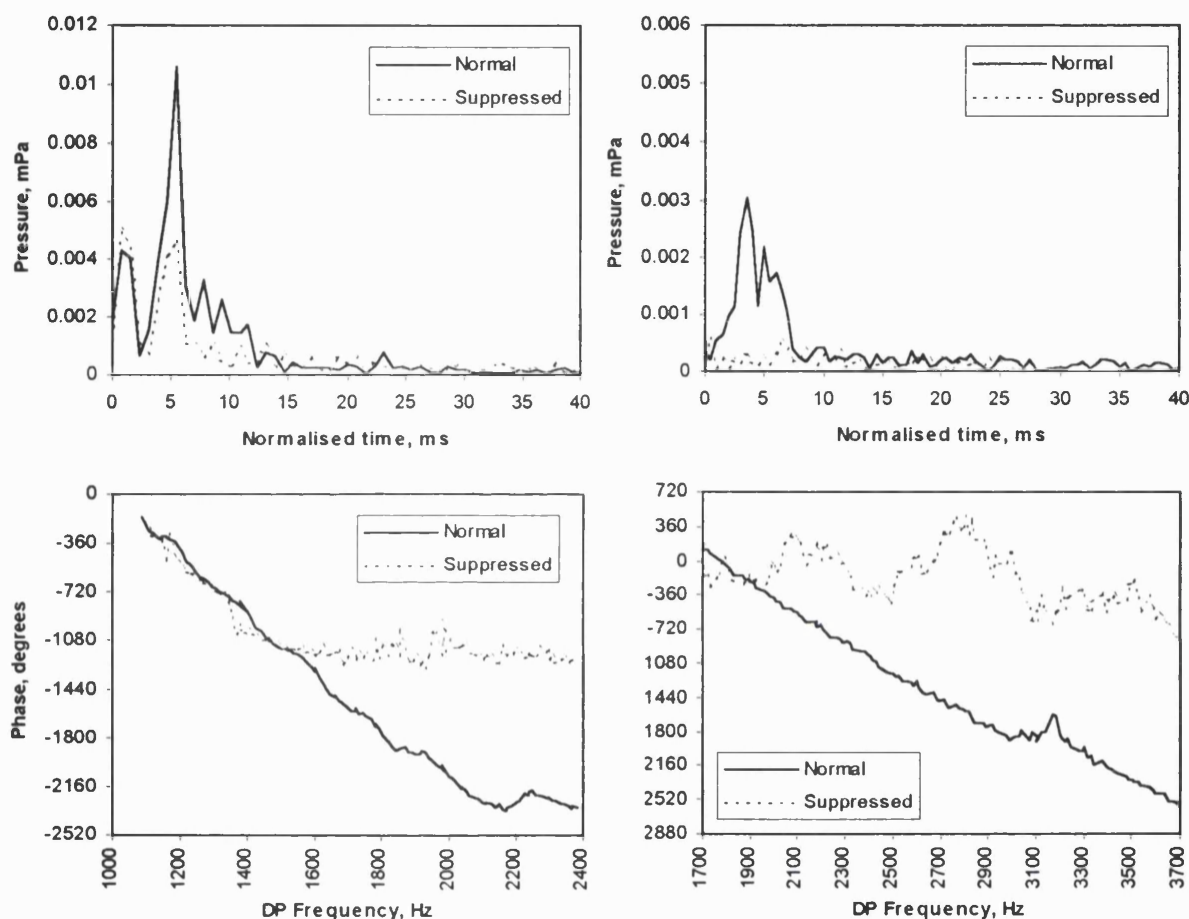 0.012
0.01
0.008
0.006
0.004
0.002
0
Pressure, mPa
Normal
Suppressed
0 5 10 15 20 25 30 35 40
Normalised time, ms
0.006
0.005
0.004
0.003
0.002
0.001
0
Pressure, mPa
Normal
Suppressed
0 5 10 15 20 25 30 35 40
Normalised time, ms
0
-360
-720
-1080
-1440
-1800
-2160
-2520
Phase, degrees
Normal
Suppressed
1000 1200 1400 1600 1800 2000 2200 2400
DP Frequency, Hz
720
360
0
-360
-720
1080
1440
1800
2160
2520
2880
Normal
Suppressed
1700 1900 2100 2300 2500 2700 2900 3100 3300 3500 3700
DP Frequency, Hz